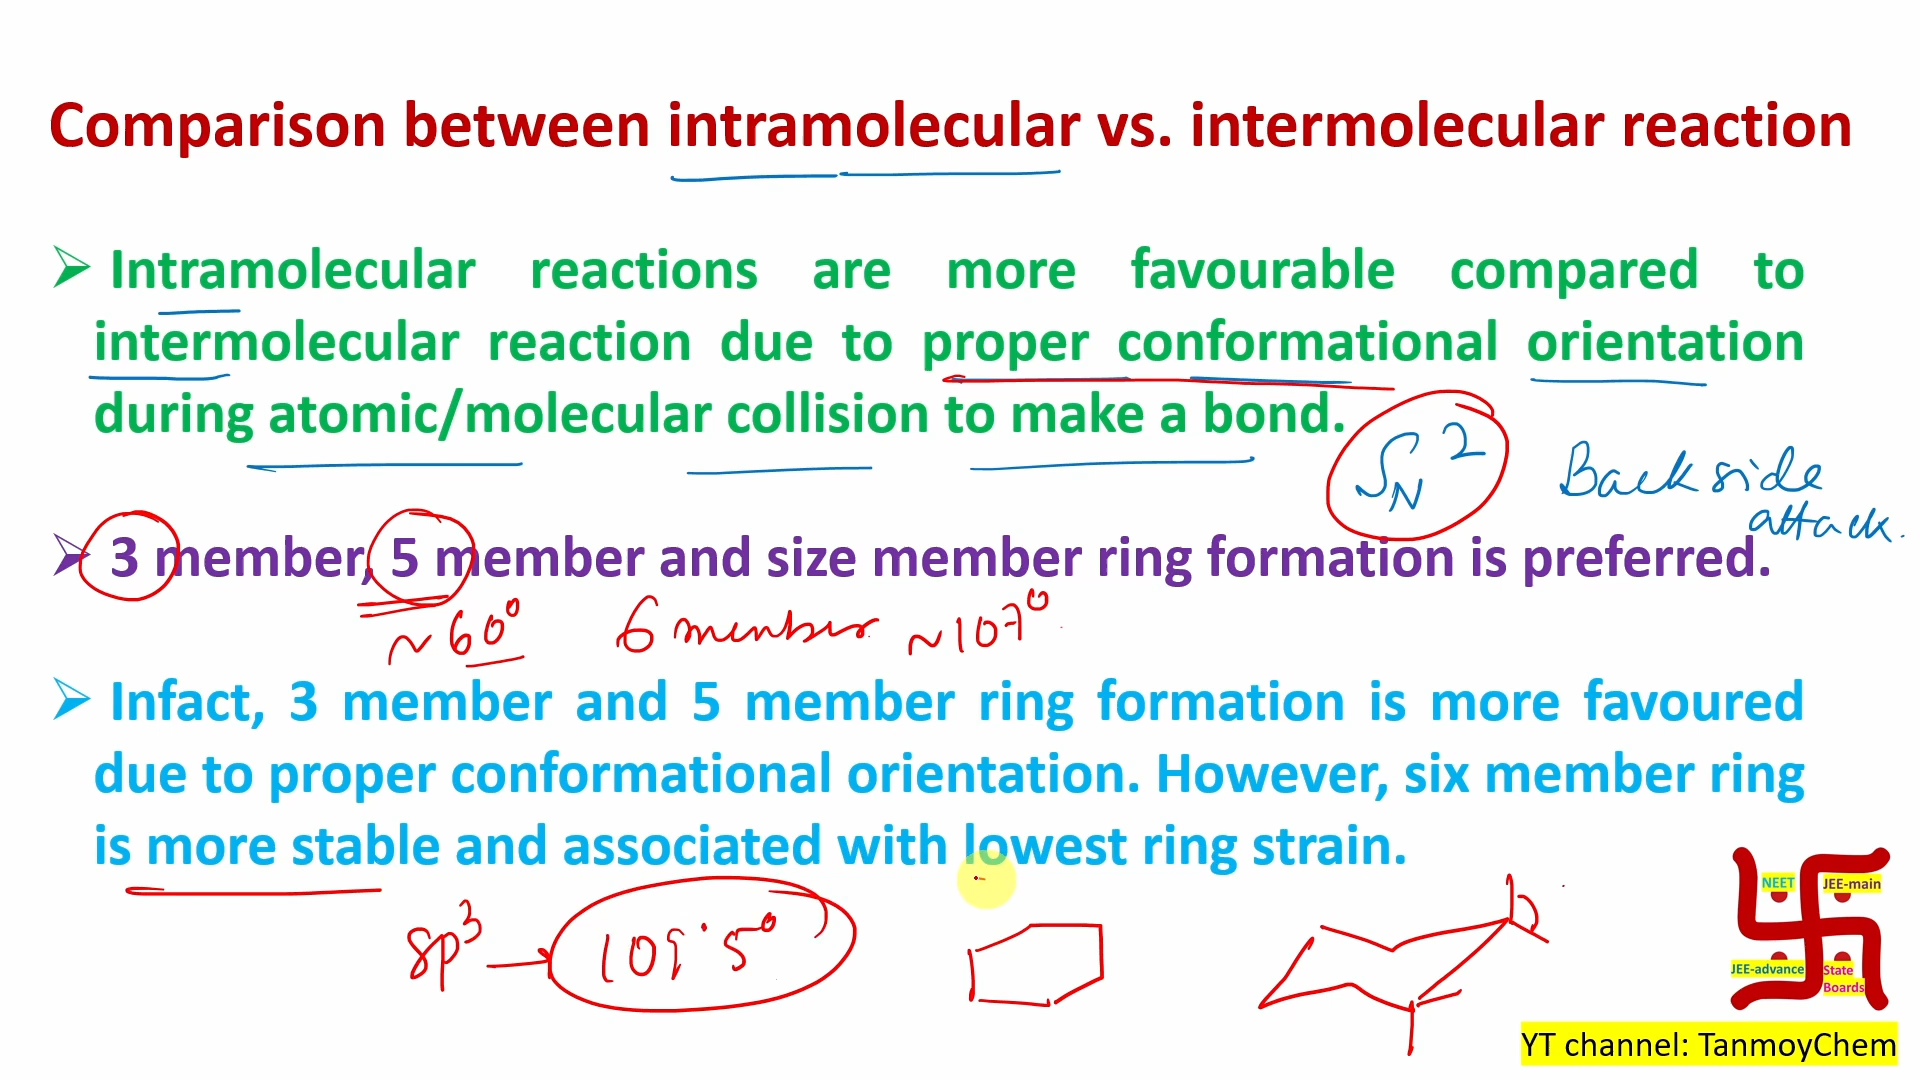 Comparison between intramolecular vs. intermolecular reaction
➢ Intramolecular reactions are more favourable compared to
intermolecular reaction due to proper conformational orientation
during atomic/molecular collision to make a bond.
SN2 Backside
attack.
➢ 3 member, 5 member and size member ring formation is preferred.
~60° 6 member ~107°
➢ Infact, 3 member and 5 member ring formation is more favoured
due to proper conformational orientation. However, six member ring
is more stable and associated with lowest ring strain.
sp3 → 109.5°
NEET JEE-main
JEE-advance State
Boards
YT channel: TanmoyChem